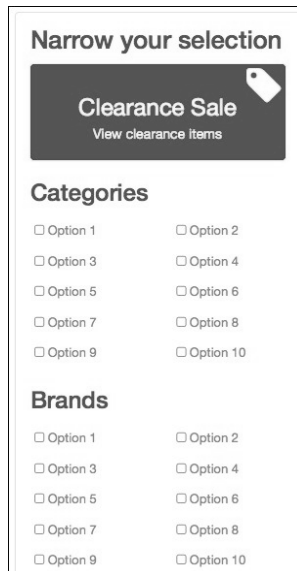 Narrow your selection
Clearance Sale
View clearance items
Categories
Option 1 Option 2
Option 3 Option 4
Option 5 Option 6
Option 7 Option 8
Option 9 Option 10
Brands
Option 1 Option 2
Option 3 Option 4
Option 5 Option 6
Option 7 Option 8
Option 9 Option 10